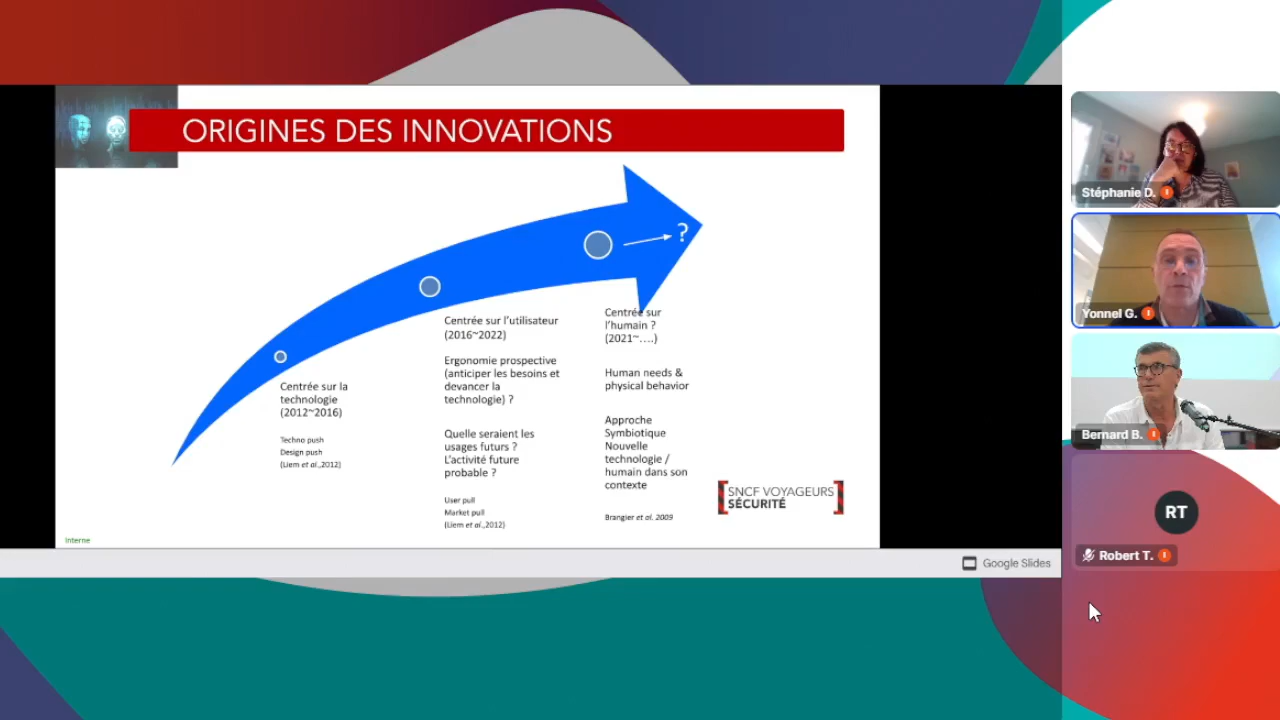 ORIGINES DES INNOVATIONS
?
Centrée sur la
technologie
(2012~2016)
Techno push
Design push
(Liem et al.,2012)
Centrée sur l'utilisateur
(2016~2022)
Ergonomie prospective
(anticiper les besoins et
devancer la
technologie) ?
Quelle seraient les
usages futurs ?
L'activité future
probable ?
User pull
Market pull
(Liem et al.,2012)
Centrée sur
l'humain ?
(2021~....)
Human needs &
physical behavior
Approche
Symbiotique
Nouvelle
technologie /
humain dans son
contexte
Brangier et al. 2009
SNCF VOYAGEURS
SÉCURITÉ
Interne
Google Slides
Stéphanie D.
Yonnel G.
Bernard B.
RT
Robert T.